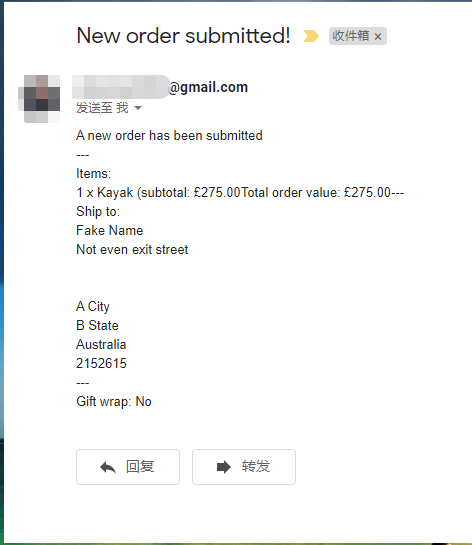 New order submitted!
收件箱 ×
@gmail.com
发送至 我
A new order has been submitted
---
Items:
1 x Kayak (subtotal: £275.00Total order value: £275.00---
Ship to:
Fake Name
Not even exit street
A City
B State
Australia
2152615
---
Gift wrap: No
回复
转发